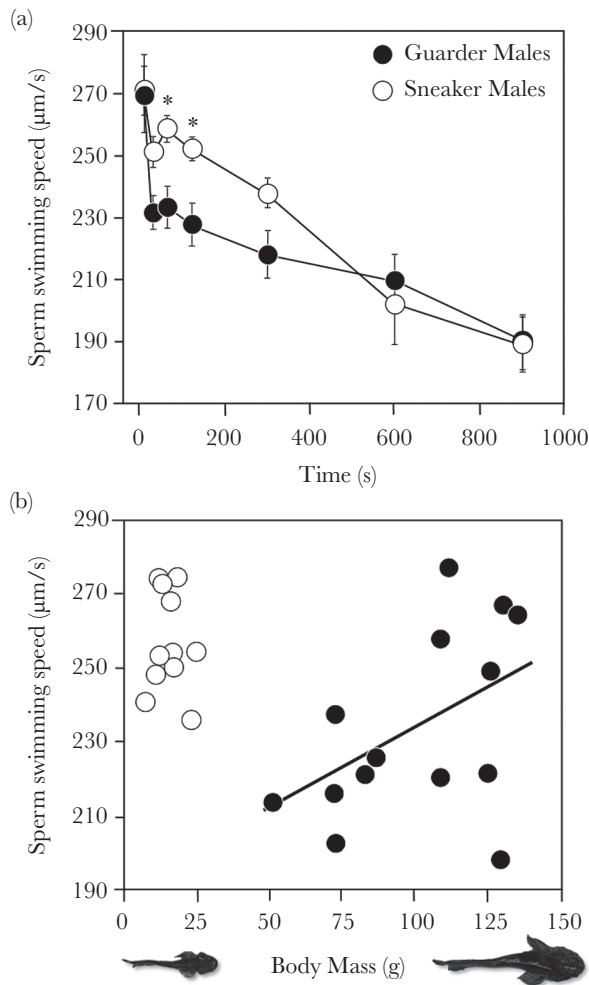 (a)
290
270
250
230
210
190
170
Sperm swimming speed (μm/s)
Guarder Males
Sneaker Males
*
*
0 200 400 600 800 1000
Time (s)
(b)
290
270
250
230
210
190
Sperm swimming speed (μm/s)
0 25 50 75 100 125 150
Body Mass (g)